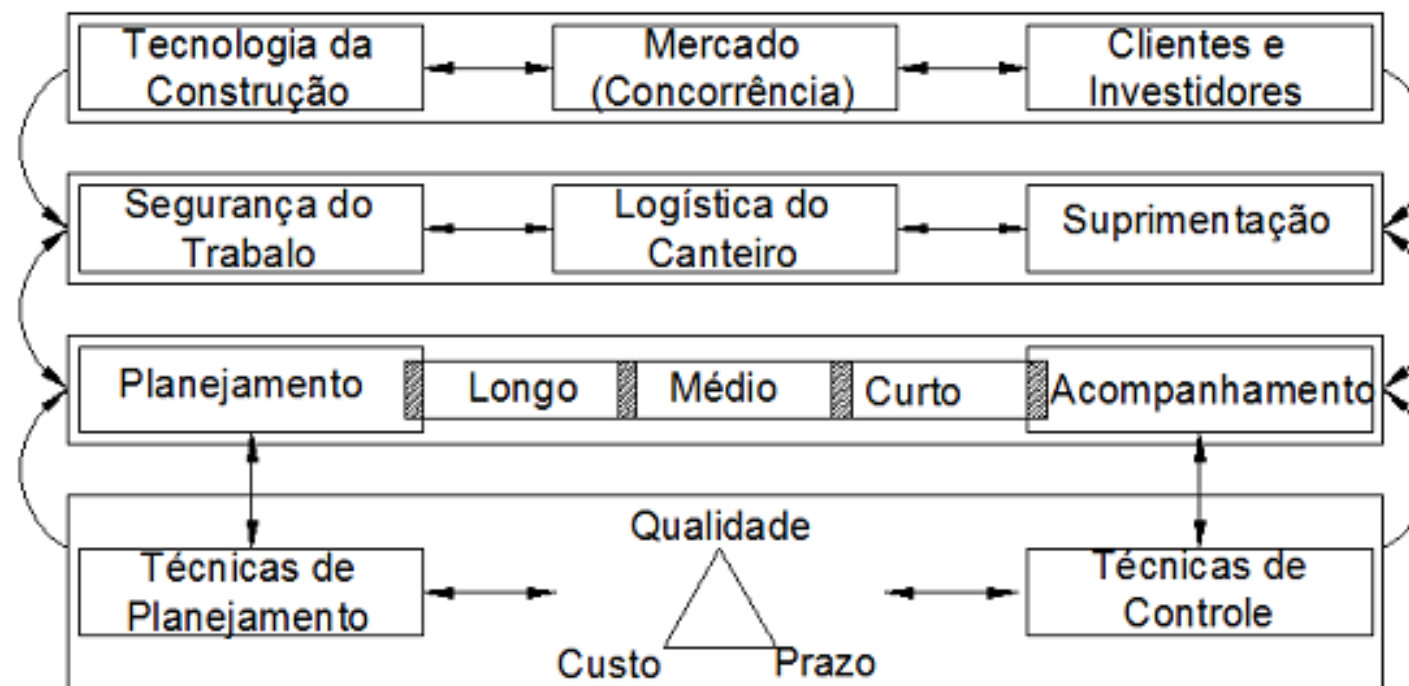 Tecnologia da
Construção
Mercado
(Concorrência)
Clientes e
Investidores
Segurança do
Trabalo
Logística do
Canteiro
Suprimentação
Planejamento
Longo
Médio
Curto
Acompanhamento
Qualidade
Técnicas de
Planejamento
Custo
Prazo
Técnicas de
Controle